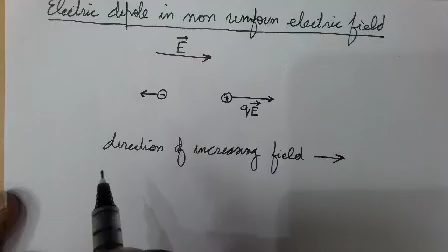 Electric dipole in non uniform electric field
E
- +
qE
direction of increasing field